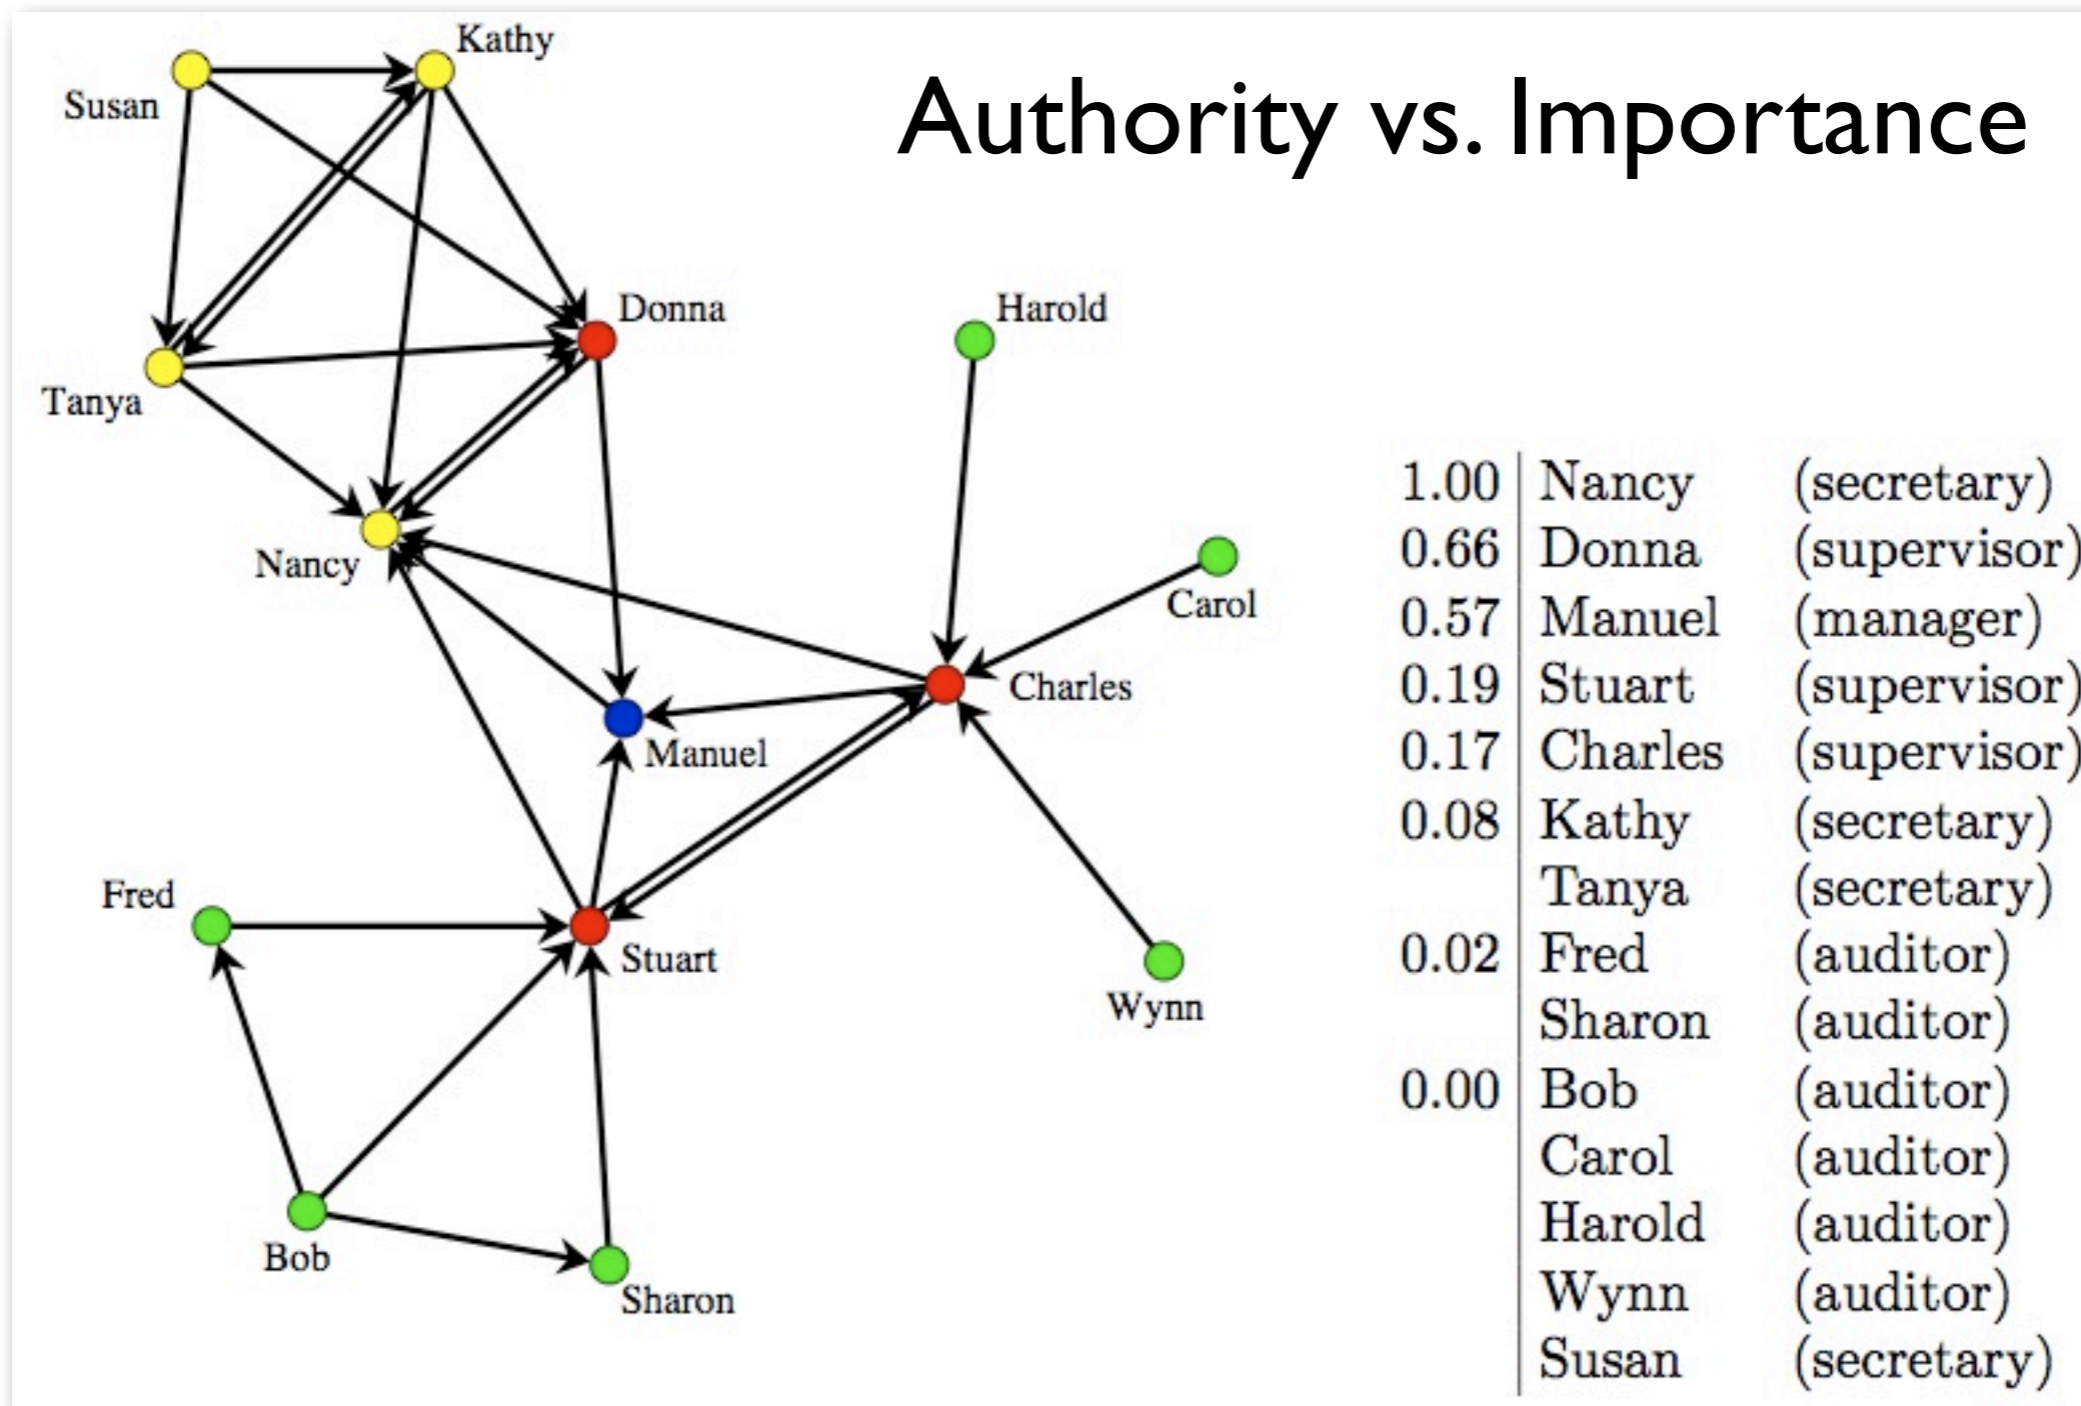 Authority vs. Importance
Kathy
Susan
Donna
Harold
Tanya
Nancy
Carol
Charles
Manuel
Fred
Stuart
Wynn
Bob
Sharon
1.00 Nancy (secretary)
0.66 Donna (supervisor)
0.57 Manuel (manager)
0.19 Stuart (supervisor)
0.17 Charles (supervisor)
0.08 Kathy (secretary)
Tanya (secretary)
0.02 Fred (auditor)
Sharon (auditor)
0.00 Bob (auditor)
Carol (auditor)
Harold (auditor)
Wynn (auditor)
Susan (secretary)